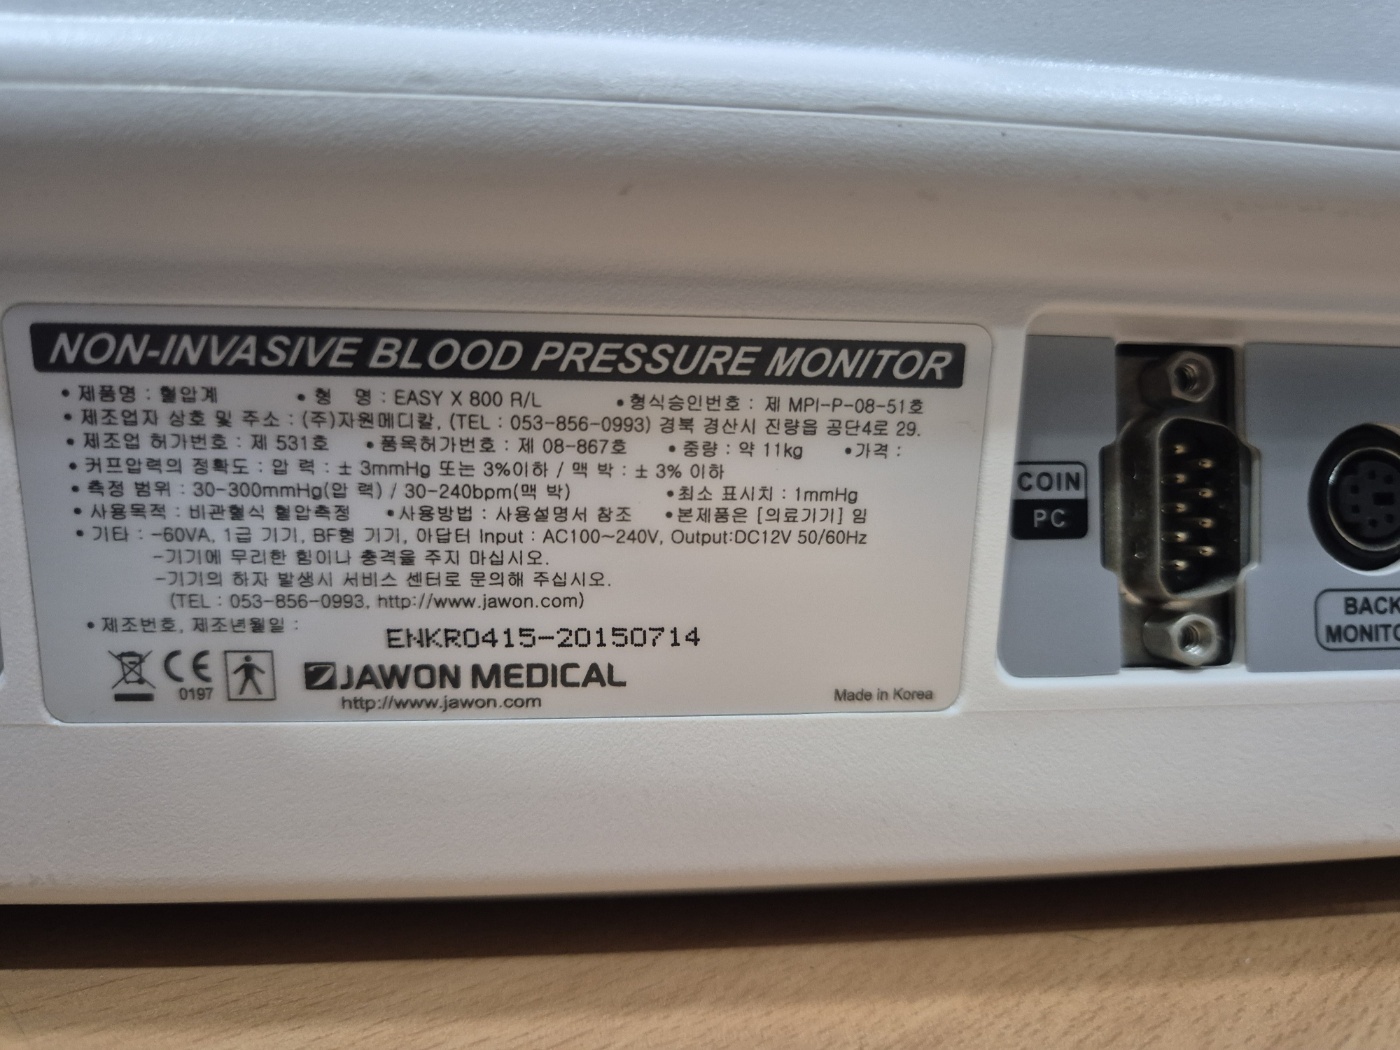 NON-INVASIVE BLOOD PRESSURE MONITOR
• 제품명 : 혈압계 • 형 명 : EASY X 800 R/L • 형식승인번호 : 제 MPI-P-08-51호
• 제조업자 상호 및 주소 : (주)자원메디칼, (TEL : 053-856-0993) 경북 경산시 진량읍 공단4로 29.
• 제조업 허가번호 : 제 531호 • 품목허가번호 : 제 08-867호 • 중량 : 약 11kg • 가격 :
• 커프압력의 정확도 : 압 력 : ± 3mmHg 또는 3%이하 / 맥 박 : ± 3% 이하
• 측정 범위 : 30-300mmHg(압 력) / 30-240bpm(맥 박) • 최소 표시치 : 1mmHg
• 사용목적 : 비관혈식 혈압측정 • 사용방법 : 사용설명서 참조 • 본제품은 [의료기기] 임
• 기타 : -60VA, 1급 기기, BF형 기기, 아답터 Input : AC100~240V, Output:DC12V 50/60Hz
-기기에 무리한 힘이나 충격을 주지 마십시오.
-기기의 하자 발생시 서비스 센터로 문의해 주십시오.
(TEL : 053-856-0993, http://www.jawon.com)
• 제조번호, 제조년월일 :
ENKR0415-20150714
CE
0197
JAWON MEDICAL
http://www.jawon.com
Made in Korea
COIN
PC
BACK
MONITO